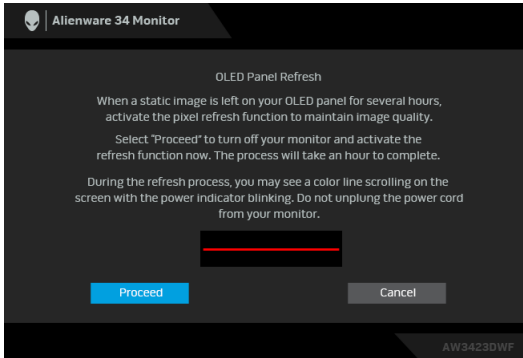 Alienware 34 Monitor
OLED Panel Refresh
When a static image is left on your OLED panel for several hours,
activate the pixel refresh function to maintain image quality.
Select "Proceed" to turn off your monitor and activate the
refresh function now. The process will take an hour to complete.
During the refresh process, you may see a color line scrolling on the
screen with the power indicator blinking. Do not unplung the power cord
from your monitor.
Proceed
Cancel
AW3423DWF